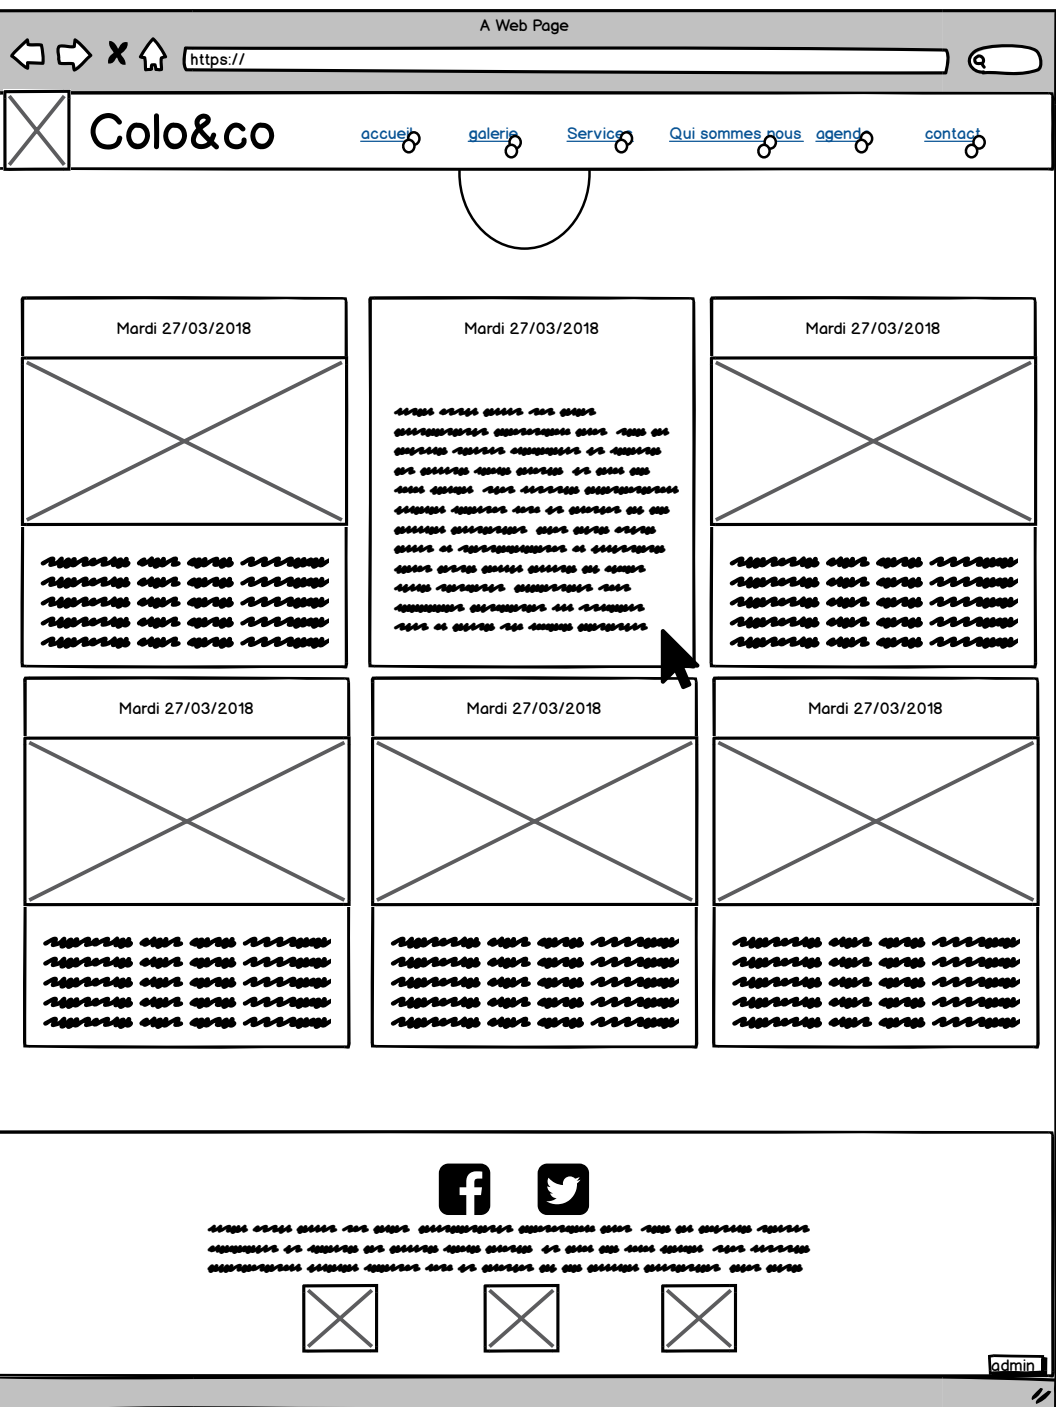 A Web Page
https://
Colo&co
accueil galerie Services Qui sommes nous agenda contact
Mardi 27/03/2018 Mardi 27/03/2018 Mardi 27/03/2018
Mardi 27/03/2018 Mardi 27/03/2018 Mardi 27/03/2018
admin